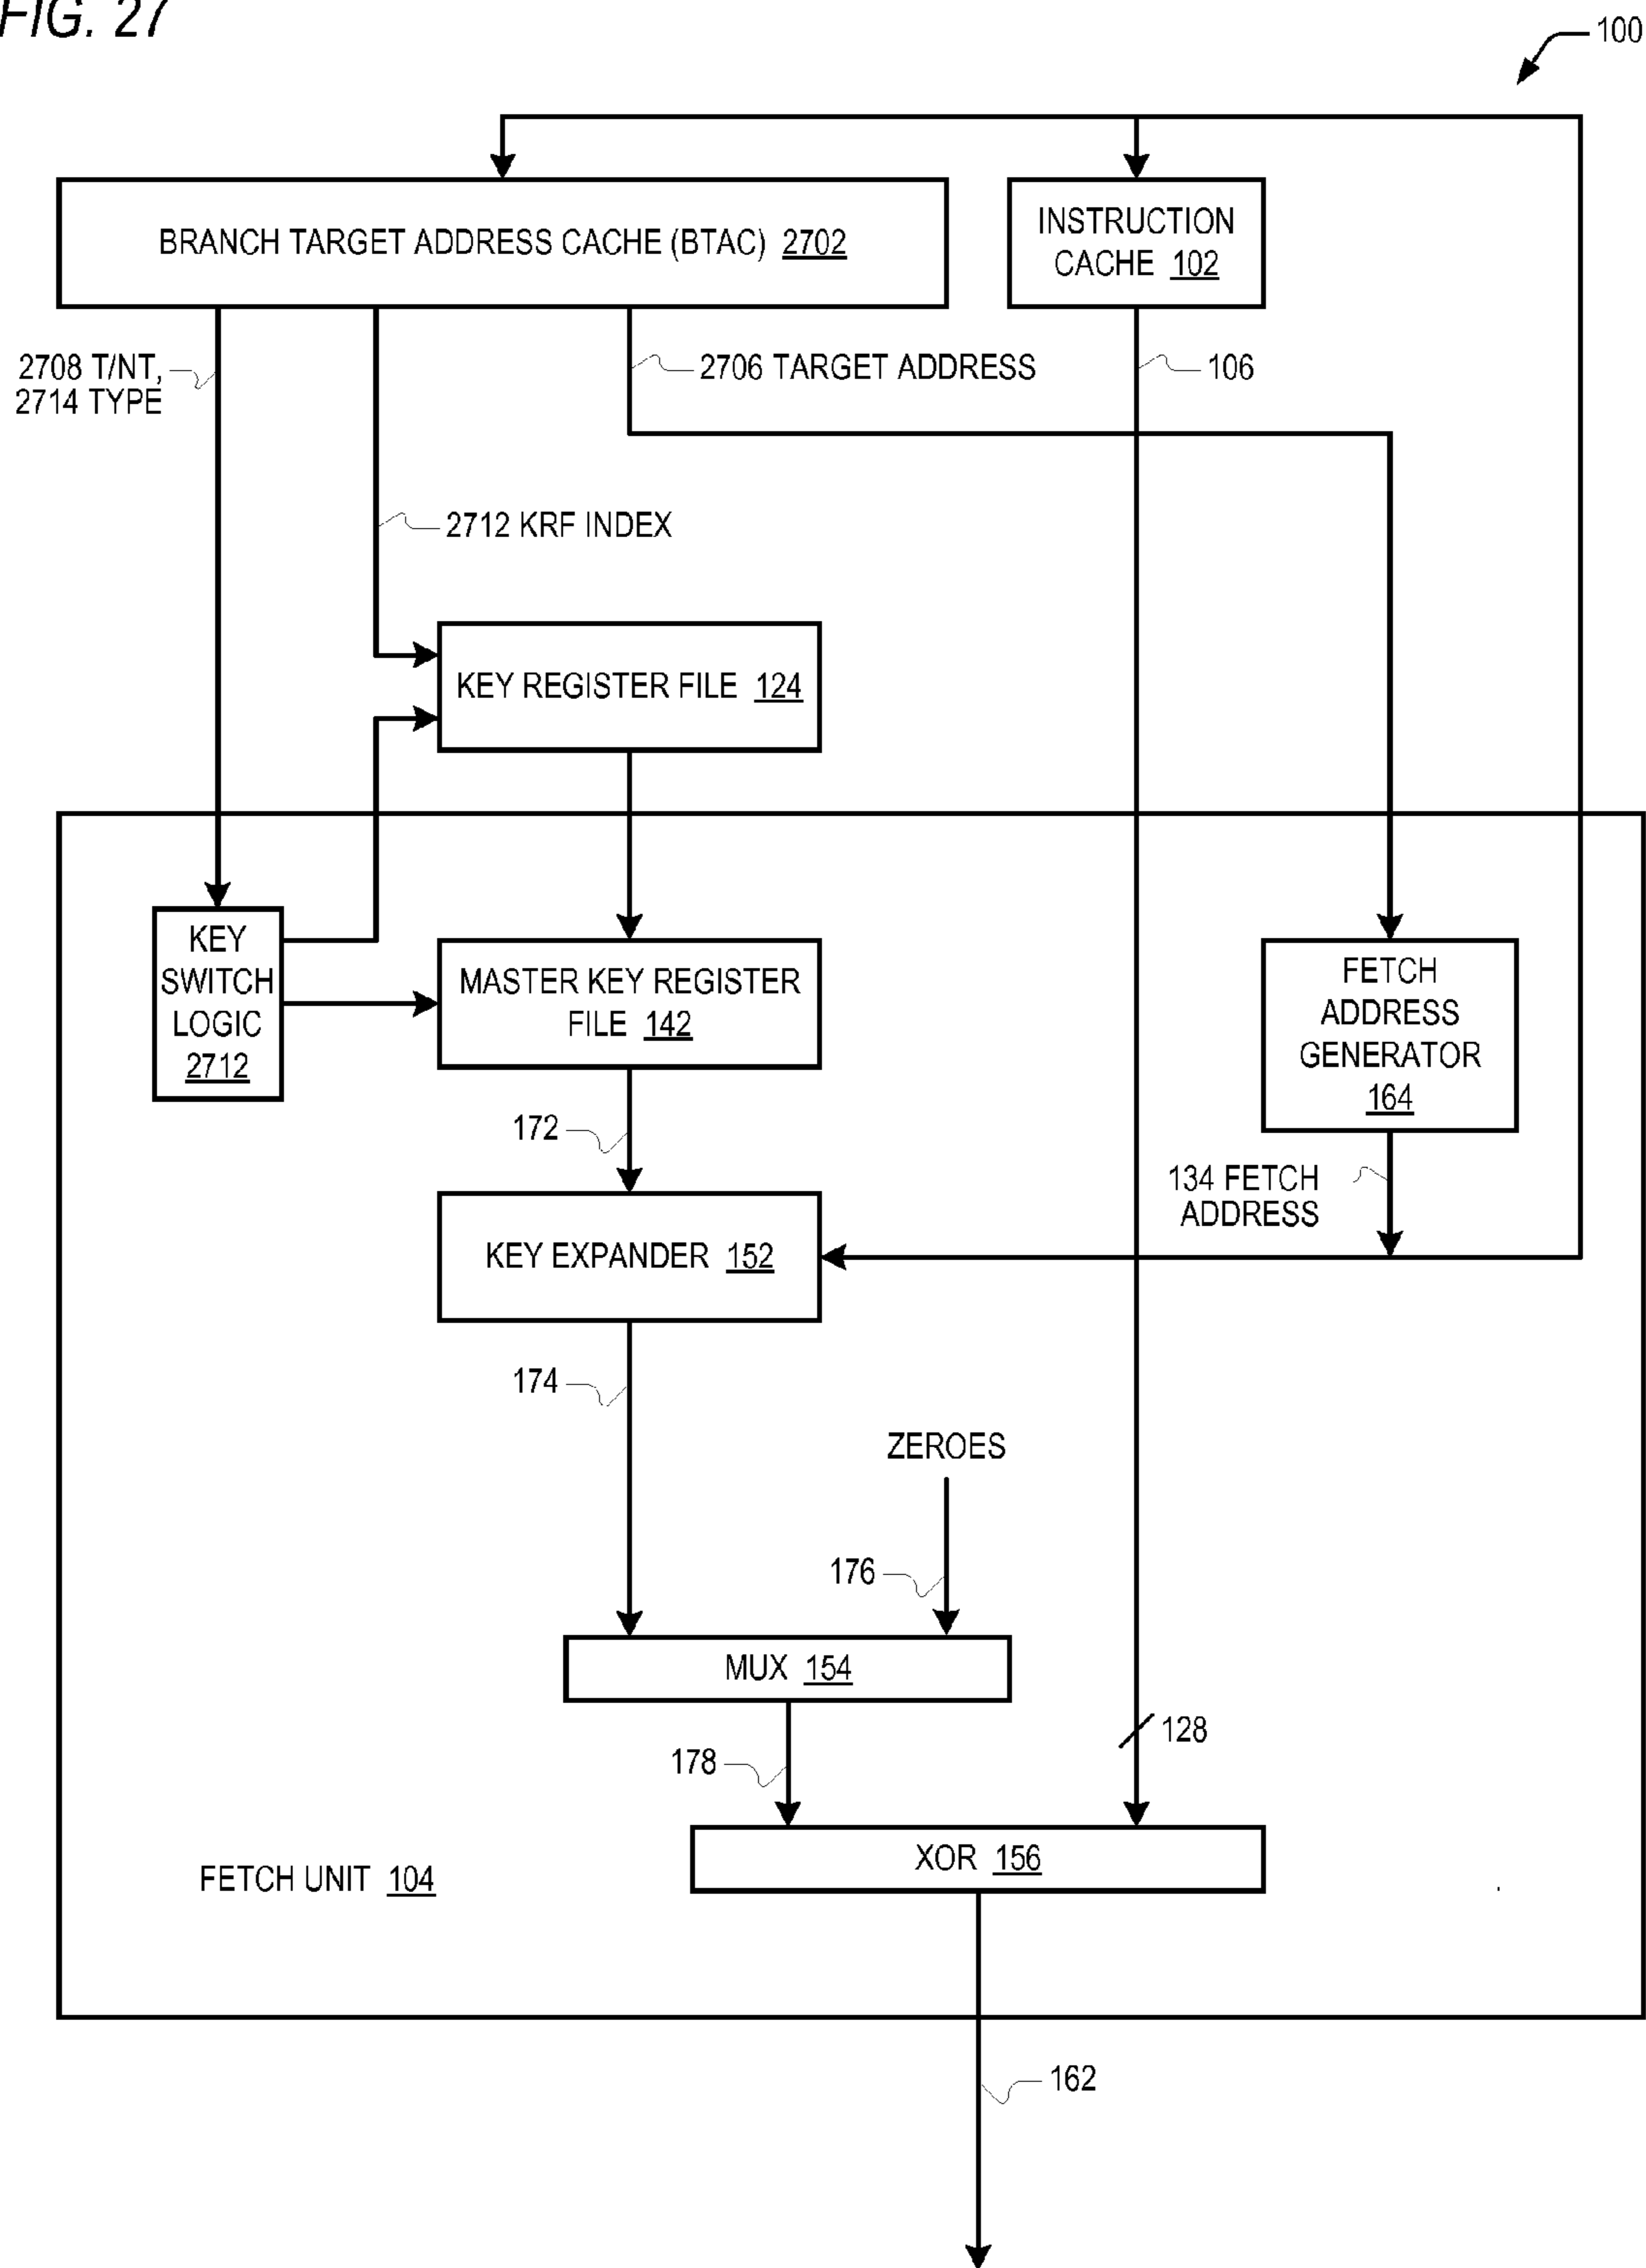 FIG. 27
100
BRANCH TARGET ADDRESS CACHE (BTAC) 2702
INSTRUCTION
CACHE 102
2708 T/NT,
2714 TYPE
2706 TARGET ADDRESS
106
2712 KRF INDEX
KEY REGISTER FILE 124
KEY
SWITCH
LOGIC
2712
MASTER KEY REGISTER
FILE 142
FETCH
ADDRESS
GENERATOR
164
172
134 FETCH
ADDRESS
KEY EXPANDER 152
174
ZEROES
176
MUX 154
128
178
XOR 156
FETCH UNIT 104
162